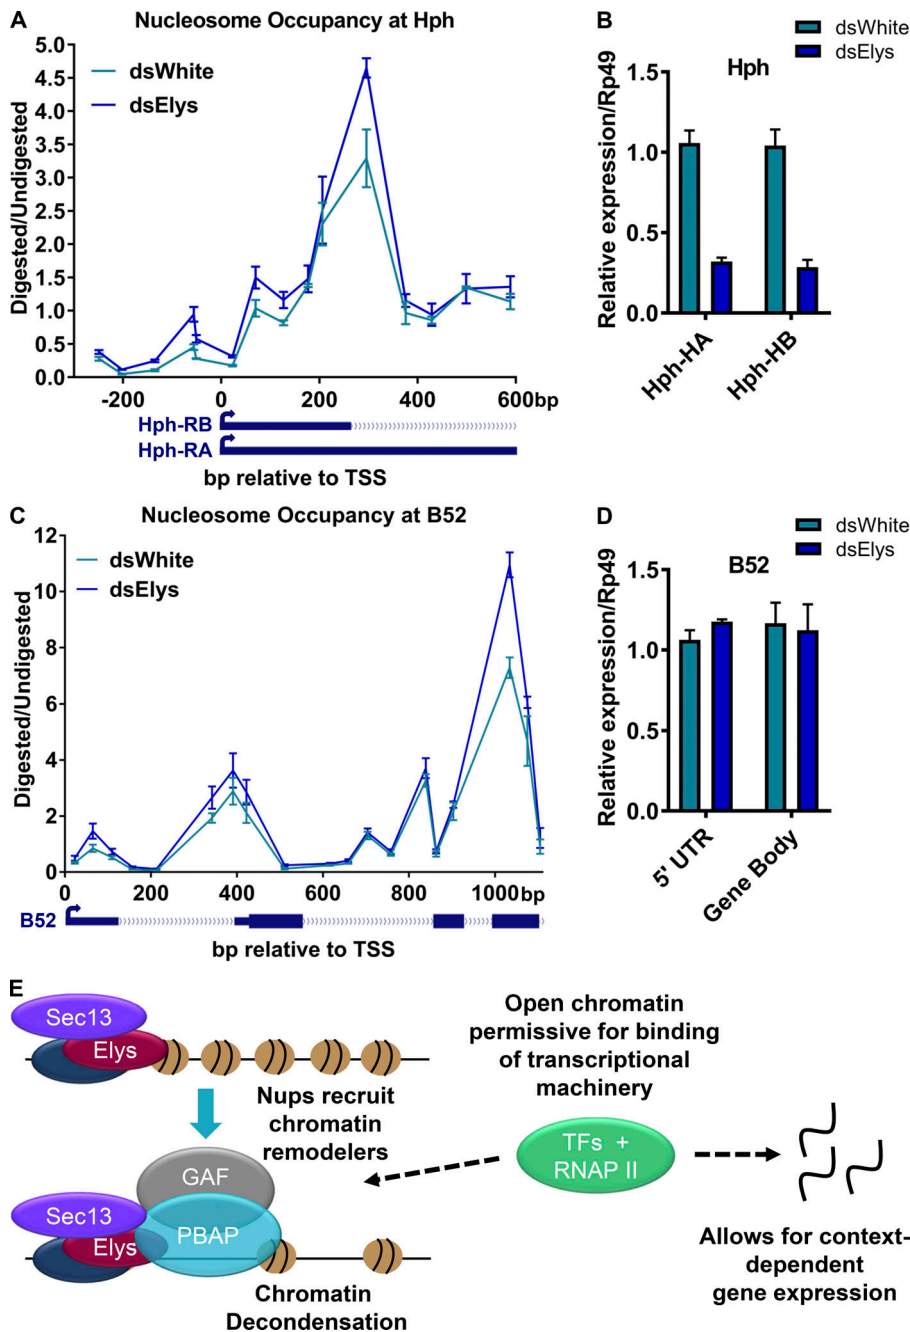 A
Nucleosome Occupancy at Hph
Digested/Undigested
5.0
4.5
4.0
3.5
3.0
2.5
2.0
1.5
1.0
0.5
0.0
dsWhite
dsElys
-200 0 200 400 600bp
Hph-RB
Hph-RA
bp relative to TSS
B
dsWhite
dsElys
Hph
Relative expression/Rp49
1.5
1.0
0.5
0.0
Hph-HA
Hph-HB
C
Nucleosome Occupancy at B52
Digested/Undigested
12
10
8
6
4
2
0
dsWhite
dsElys
0 200 400 600 800 1000bp
B52
bp relative to TSS
D
dsWhite
dsElys
B52
Relative expression/Rp49
1.5
1.0
0.5
0.0
5' UTR
Gene Body
E
Sec13
Elys
Nups recruit
chromatin
remodelers
GAF
Sec13
Elys
PBAP
Chromatin
Decondensation
Open chromatin
permissive for binding
of transcriptional
machinery
TFs +
RNAP II
Allows for context-
dependent
gene expression